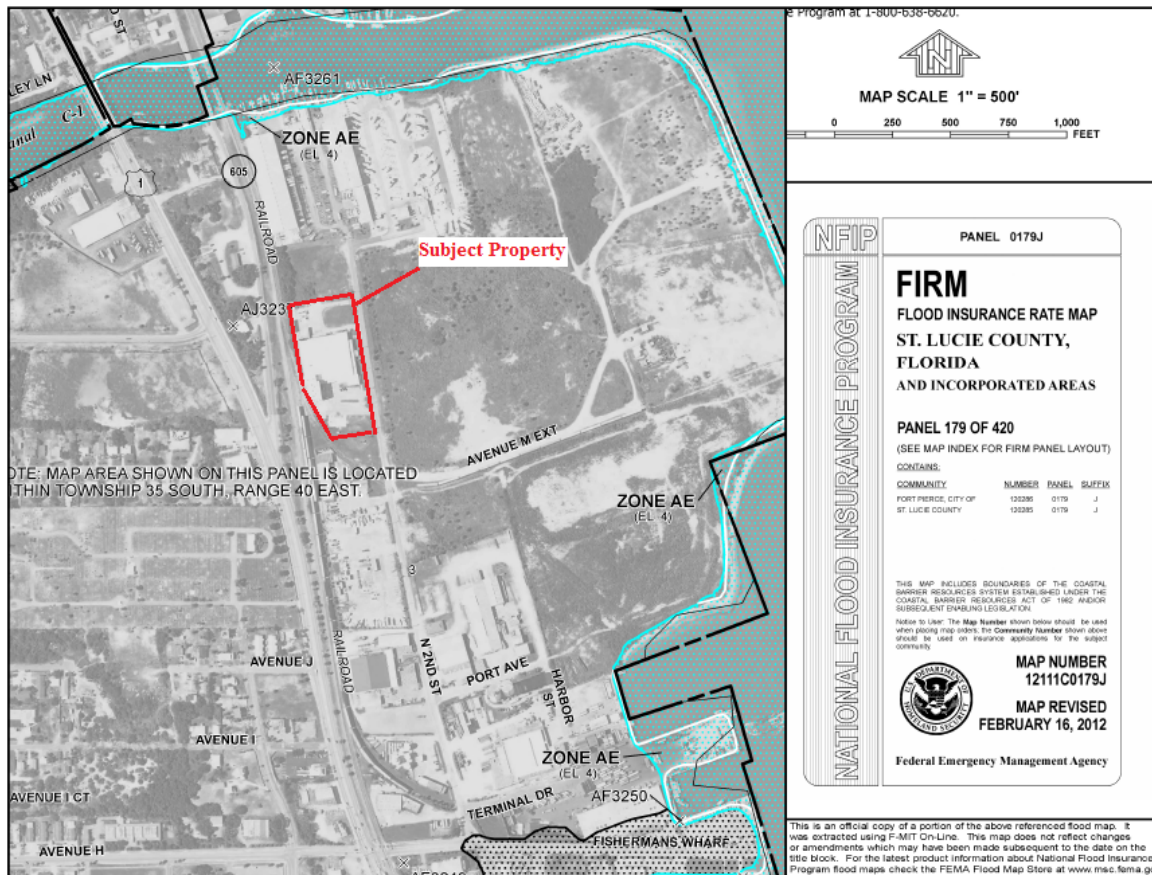 e Program at 1-800-638-6620.
MAP SCALE 1" = 500'
0 250 500 750 1,000
FEET
NFIP
NATIONAL FLOOD INSURANCE PROGRAM
PANEL 0179J
FIRM
FLOOD INSURANCE RATE MAP
ST. LUCIE COUNTY,
FLORIDA
AND INCORPORATED AREAS
PANEL 179 OF 420
(SEE MAP INDEX FOR FIRM PANEL LAYOUT)
CONTAINS:
COMMUNITY NUMBER PANEL SUFFIX
FORT PIERCE, CITY OF 120286 0179 J
ST. LUCIE COUNTY 120285 0179 J
THIS MAP INCLUDES BOUNDARIES OF THE COASTAL
BARRIER RESOURCES SYSTEM ESTABLISHED UNDER THE
COASTAL BARRIER RESOURCES ACT OF 1982 AND/OR
SUBSEQUENT ENABLING LEGISLATION.
Notice to User: The Map Number shown below should be used
when placing map orders; the Community Number shown above
should be used on insurance applications for the subject
community.
U.S. DEPARTMENT OF
HOMELAND SECURITY
MAP NUMBER
12111C0179J
MAP REVISED
FEBRUARY 16, 2012
Federal Emergency Management Agency
This is an official copy of a portion of the above referenced flood map. It
was extracted using F-MIT On-Line. This map does not reflect changes
or amendments which may have been made subsequent to the date on the
title block. For the latest product information about National Flood Insurance
Program flood maps check the FEMA Flood Map Store at www.msc.fema.go
D ST
LEY LN
AF3261
anal C-1
ZONE AE
(EL 4)
1
605
RAILROAD
Subject Property
AJ323
AVENUE M EXT
OTE: MAP AREA SHOWN ON THIS PANEL IS LOCATED
ITHIN TOWNSHIP 35 SOUTH, RANGE 40 EAST.
ZONE AE
(EL 4)
3
RAILROAD
N 2ND ST
AVENUE J
PORT AVE
HARBOR
ST
AVENUE I
ZONE AE
(EL 4)
AVENUE I CT
AF3250
TERMINAL DR
FISHERMANS WHARF
AVENUE H